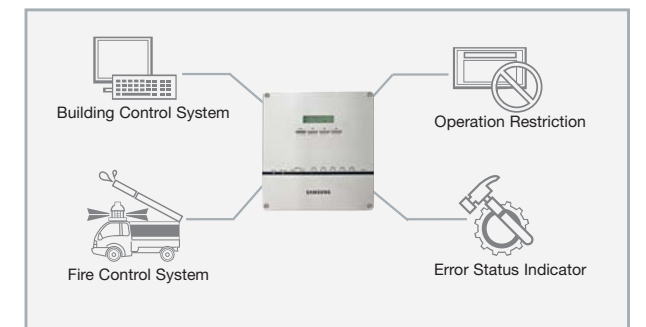 Building Control System
Operation Restriction
SAMSUNG
Fire Control System
Error Status Indicator